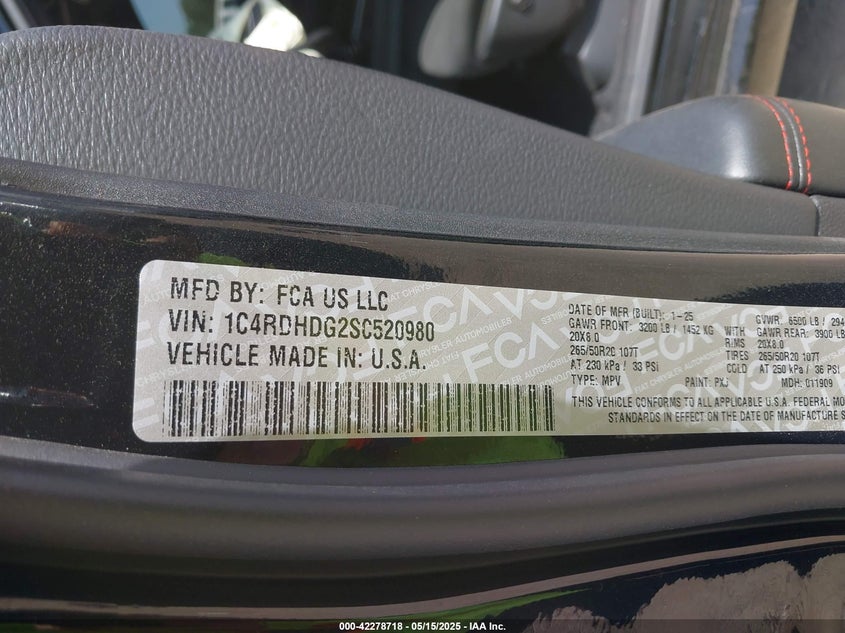 MFD BY: FCA US LLC
VIN: 1C4RDHDG2SC520980
VEHICLE MADE IN: U.S.A.
DATE OF MFR (BUILT): 1-25 GVWR: 6500 LB / 294
GAWR FRONT: 3200 LB / 1452 KG WITH GAWR REAR: 3900 LB
20X8.0 RIMS 20X8.0
265/50R20 107T TIRES 265/50R20 107T
AT 230 kPa / 33 PSI COLD AT 250 kPa / 36 PSI
TYPE: MPV PAINT: PXJ MDH: 011909
THIS VEHICLE CONFORMS TO ALL APPLICABLE U.S.A. FEDERAL MO
STANDARDS IN EFFECT ON THE DATE OF MANUFACTURE S
000-42278718 - 05/15/2025 - IAA Inc.